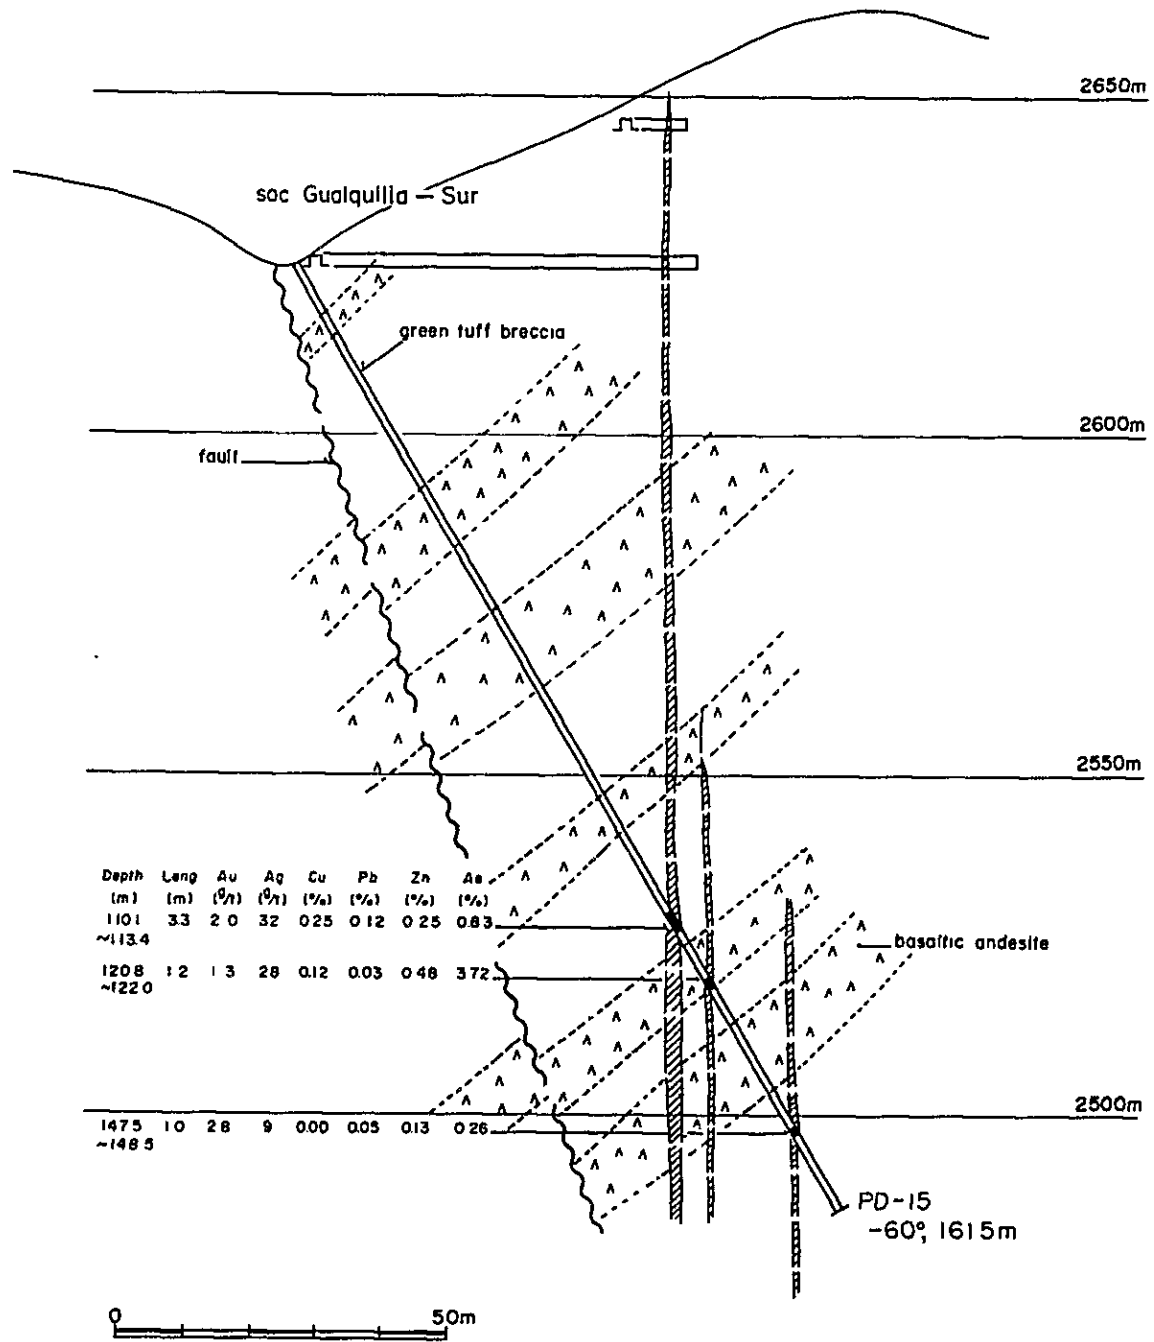 2650m
soc Gualquilla – Sur
green tuff breccia
2600m
fault
2550m
Depth Leng Au Ag Cu Pb Zn As
(m) (m) (g/t) (g/t) (%) (%) (%) (%)
110.1 3.3 2.0 32 0.25 0.12 0.25 0.83
~113.4
basaltic andesite
120.8 1.2 1.3 28 0.12 0.03 0.48 3.72
~122.0
2500m
147.5 1.0 2.8 9 0.00 0.05 0.13 0.26
~148.5
PD-15
-60°, 161.5m
0 50m